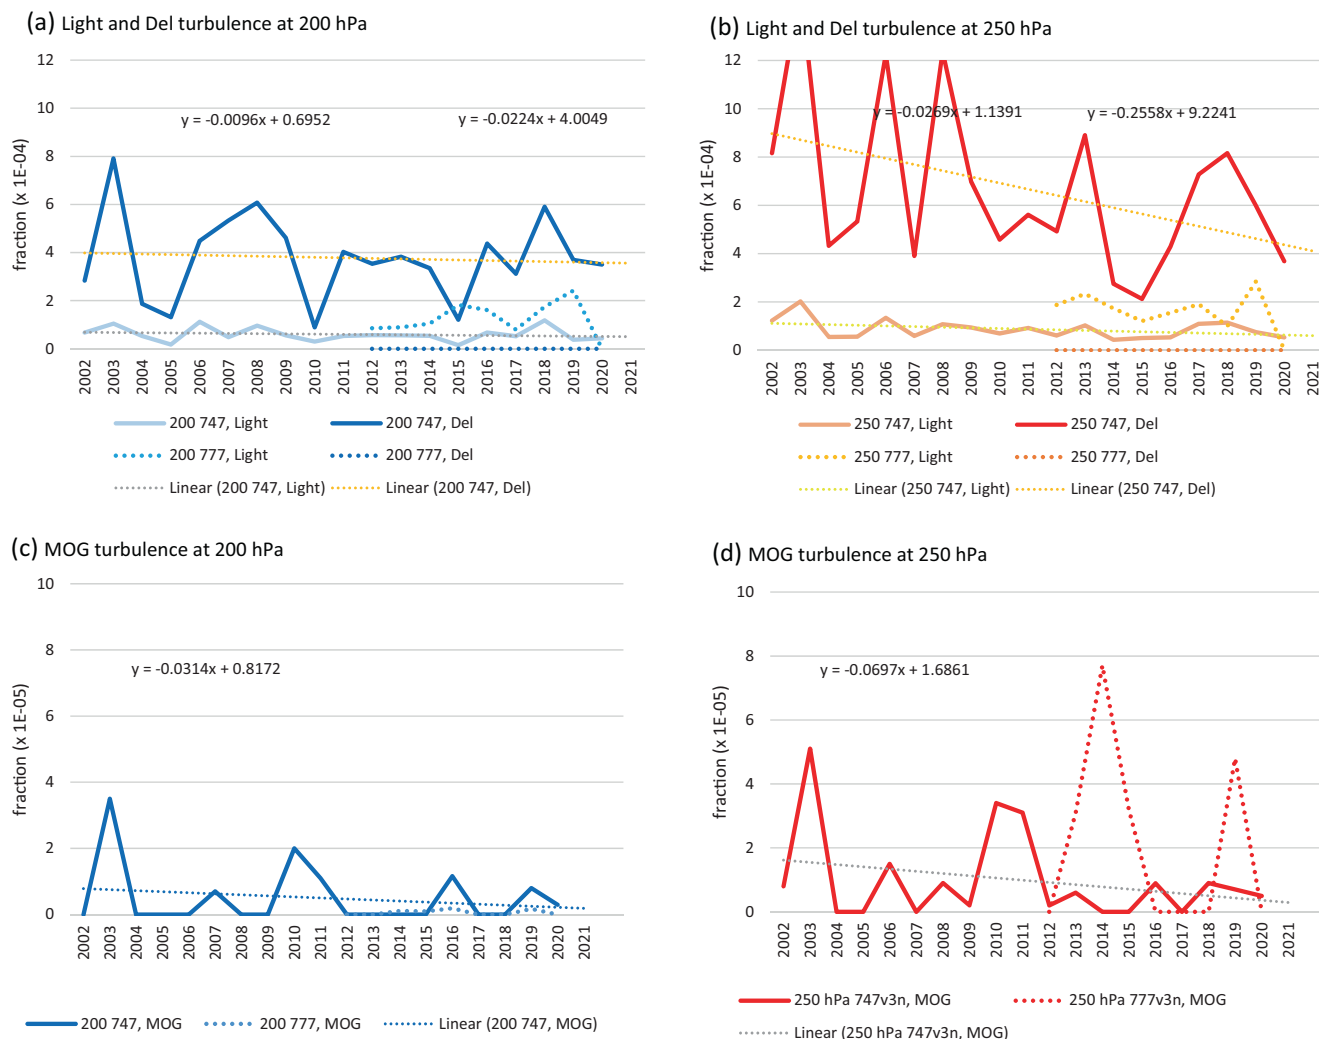 (a) Light and Del turbulence at 200 hPa
12
10
8
6
4
2
0
fraction (x 1E-04)
y = -0.0096x + 0.6952
y = -0.0224x + 4.0049
2002 2003 2004 2005 2006 2007 2008 2009 2010 2011 2012 2013 2014 2015 2016 2017 2018 2019 2020 2021
200 747, Light
200 747, Del
200 777, Light
200 777, Del
Linear (200 747, Light)
Linear (200 747, Del)
(b) Light and Del turbulence at 250 hPa
12
10
8
6
4
2
0
fraction (x 1E-04)
y = -0.0269x + 1.1391
y = -0.2558x + 9.2241
2002 2003 2004 2005 2006 2007 2008 2009 2010 2011 2012 2013 2014 2015 2016 2017 2018 2019 2020 2021
250 747, Light
250 747, Del
250 777, Light
250 777, Del
Linear (250 747, Light)
Linear (250 747, Del)
(c) MOG turbulence at 200 hPa
10
8
6
4
2
0
fraction (x 1E-05)
y = -0.0314x + 0.8172
2002 2003 2004 2005 2006 2007 2008 2009 2010 2011 2012 2013 2014 2015 2016 2017 2018 2019 2020 2021
200 747, MOG
200 777, MOG
Linear (200 747, MOG)
(d) MOG turbulence at 250 hPa
10
8
6
4
2
0
fraction (x 1E-05)
y = -0.0697x + 1.6861
2002 2003 2004 2005 2006 2007 2008 2009 2010 2011 2012 2013 2014 2015 2016 2017 2018 2019 2020 2021
250 hPa 747v3n, MOG
250 hPa 777v3n, MOG
Linear (250 hPa 747v3n, MOG)